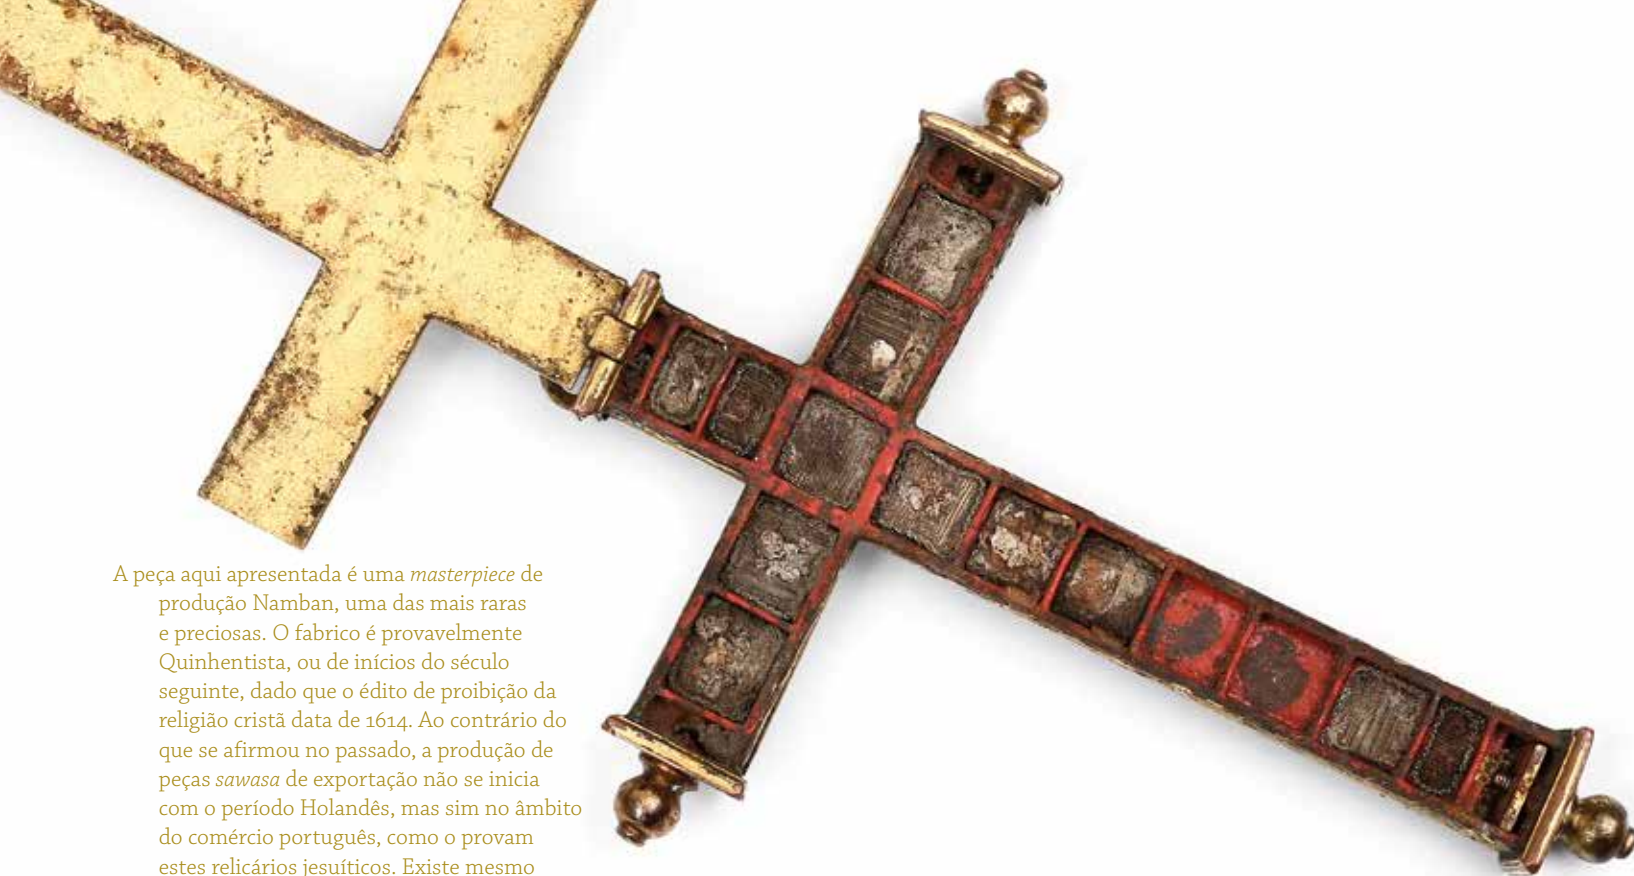 A peça aqui apresentada é uma masterpiece de
produção Namban, uma das mais raras
e preciosas. O fabrico é provavelmente
Quinhentista, ou de inícios do século
seguinte, dado que o édito de proibição da
religião cristã data de 1614. Ao contrário do
que se afirmou no passado, a produção de
peças sawasa de exportação não se inicia
com o período Holandês, mas sim no âmbito
do comércio português, como o provam
estes relicários jesuíticos. Existe mesmo